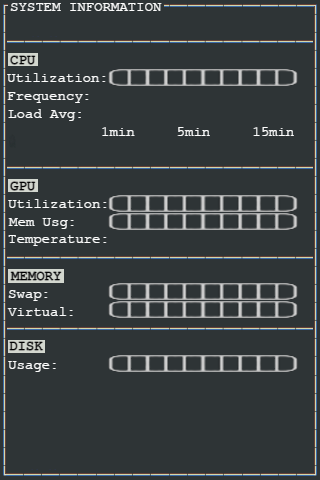 SYSTEM INFORMATION
CPU
Utilization:
Frequency:
Load Avg:
1min 5min 15min
GPU
Utilization:
Mem Usg:
Temperature:
MEMORY
Swap:
Virtual:
DISK
Usage: